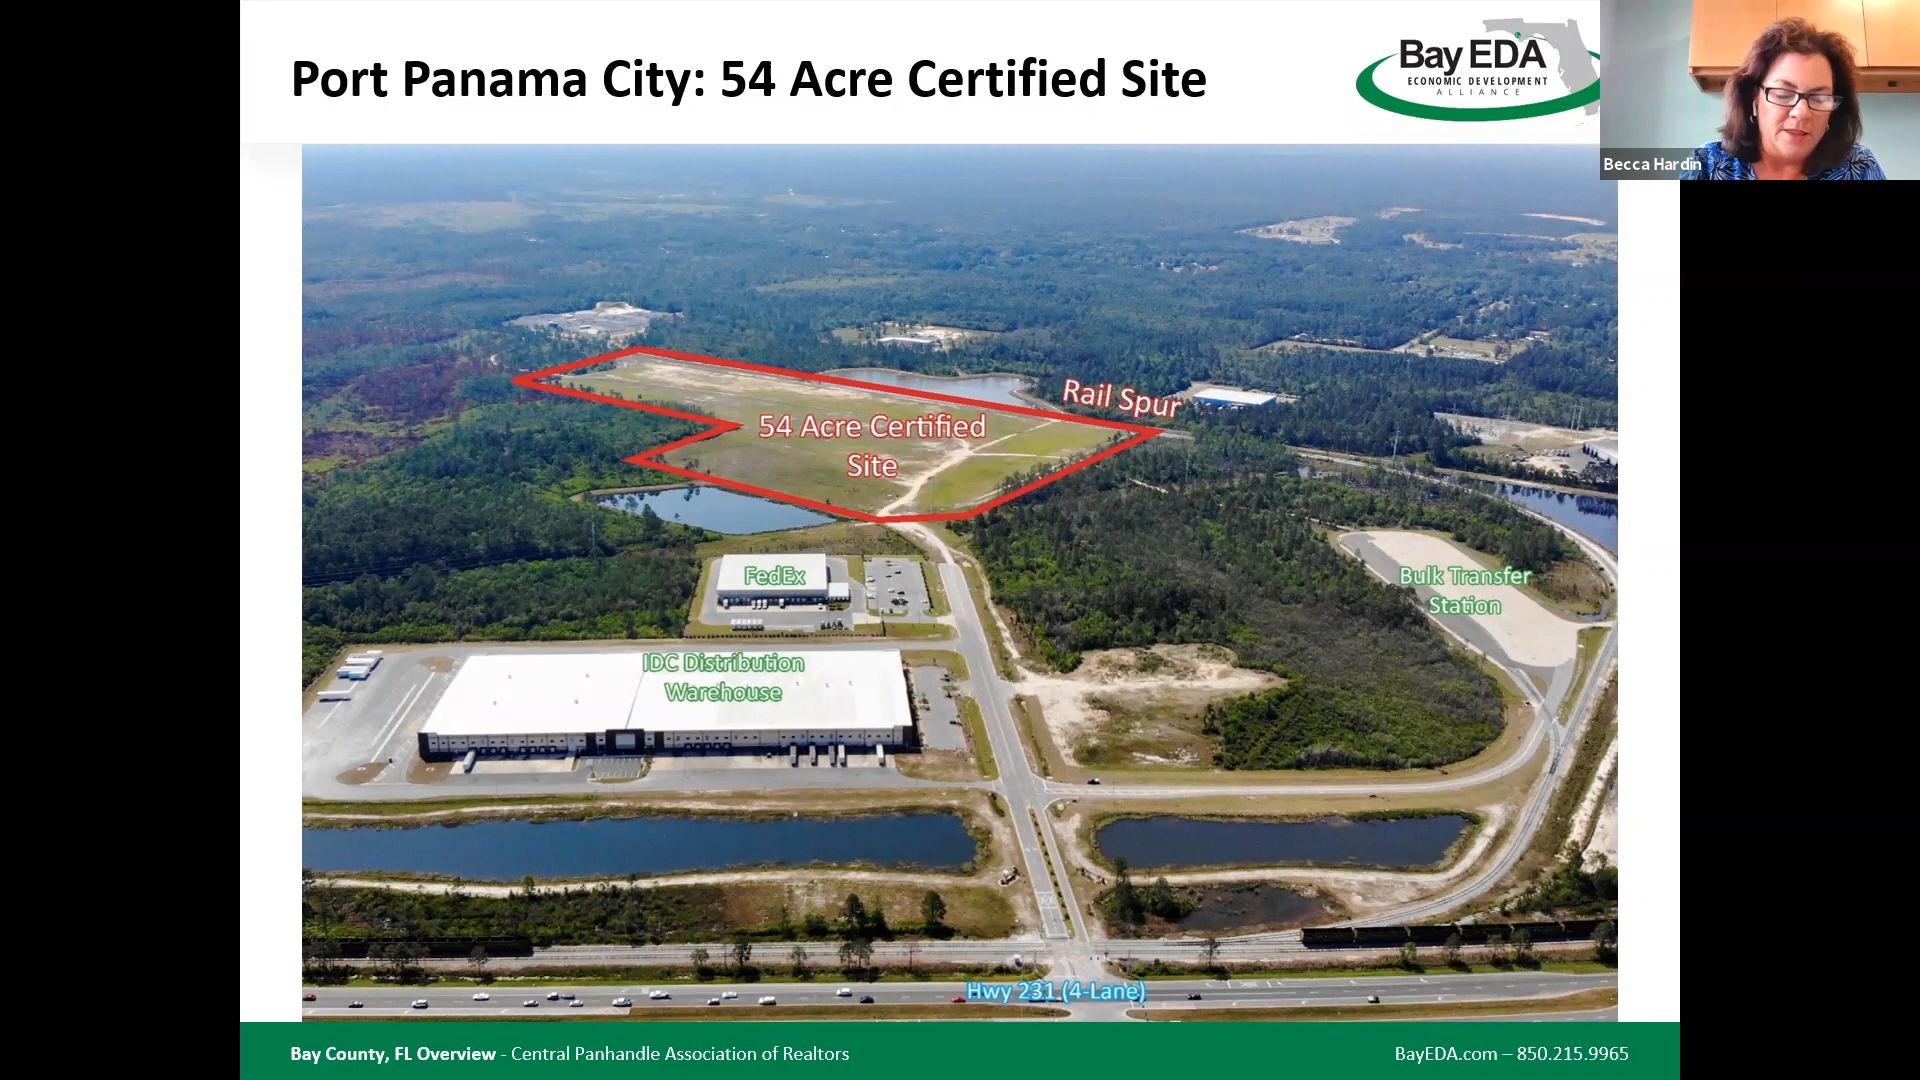 Port Panama City: 54 Acre Certified Site
Bay EDA
ECONOMIC DEVELOPMENT
ALLIANCE
Becca Hardin
Rail Spur
54 Acre Certified
Site
FedEx
Bulk Transfer
Station
IDC Distribution
Warehouse
Hwy 231 (4-Lane)
Bay County, FL Overview - Central Panhandle Association of Realtors
BayEDA.com – 850.215.9965